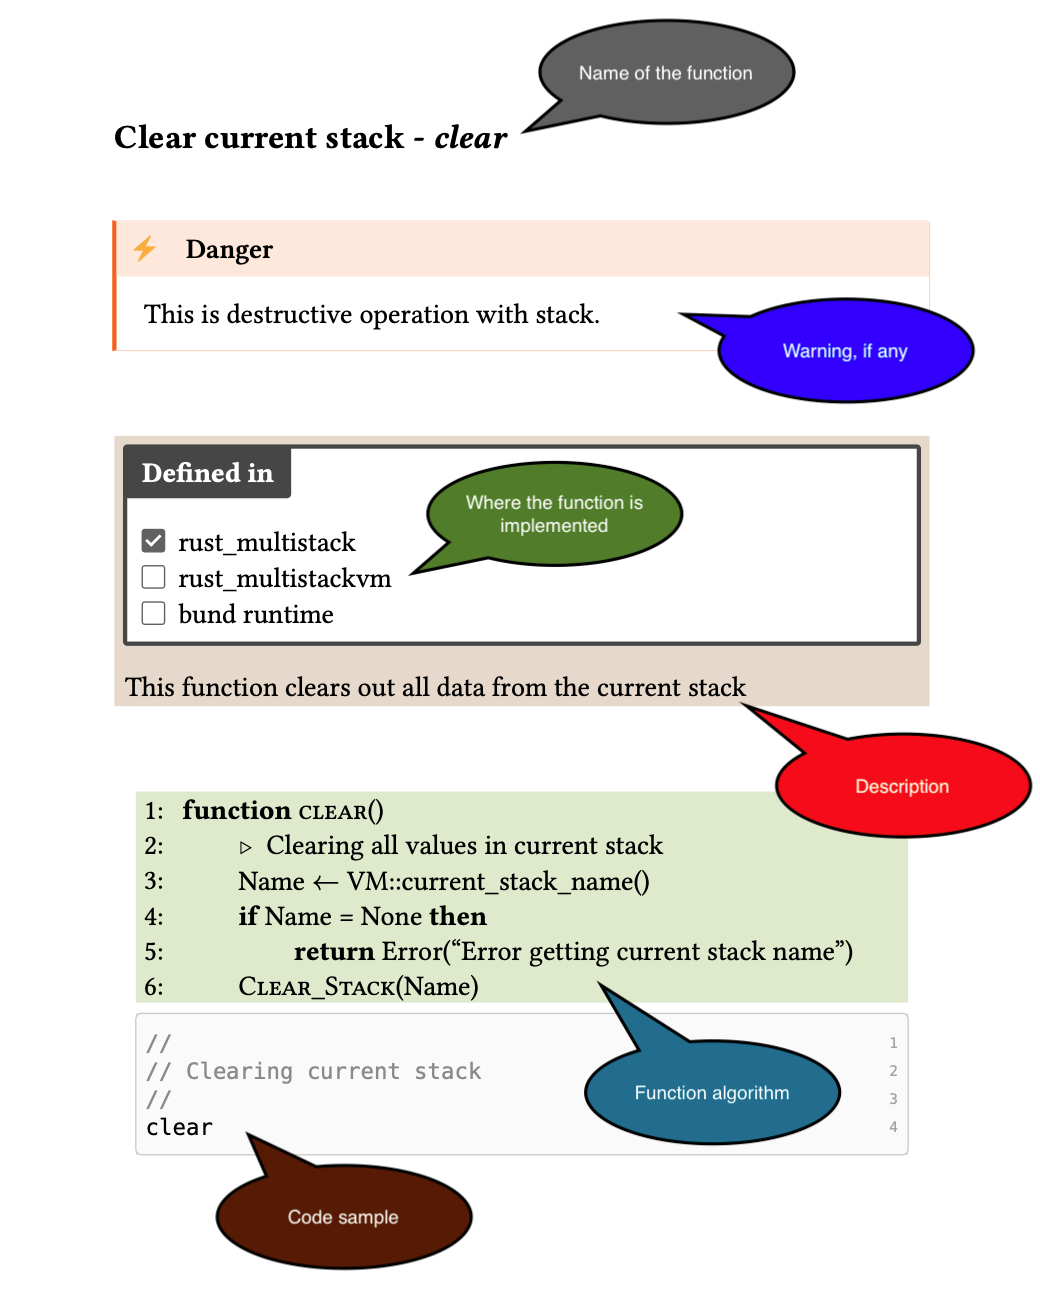 Name of the function
Clear current stack - clear
⚡ Danger
This is destructive operation with stack.
Warning, if any
Defined in
Where the function is
implemented
rust_multistack
rust_multistackvm
bund runtime
This function clears out all data from the current stack
Description
1: function CLEAR()
2: ▹ Clearing all values in current stack
3: Name ← VM::current_stack_name()
4: if Name = None then
5: return Error(“Error getting current stack name”)
6: CLEAR_STACK(Name)
// 1
// Clearing current stack 2
// 3
clear 4
Function algorithm
Code sample